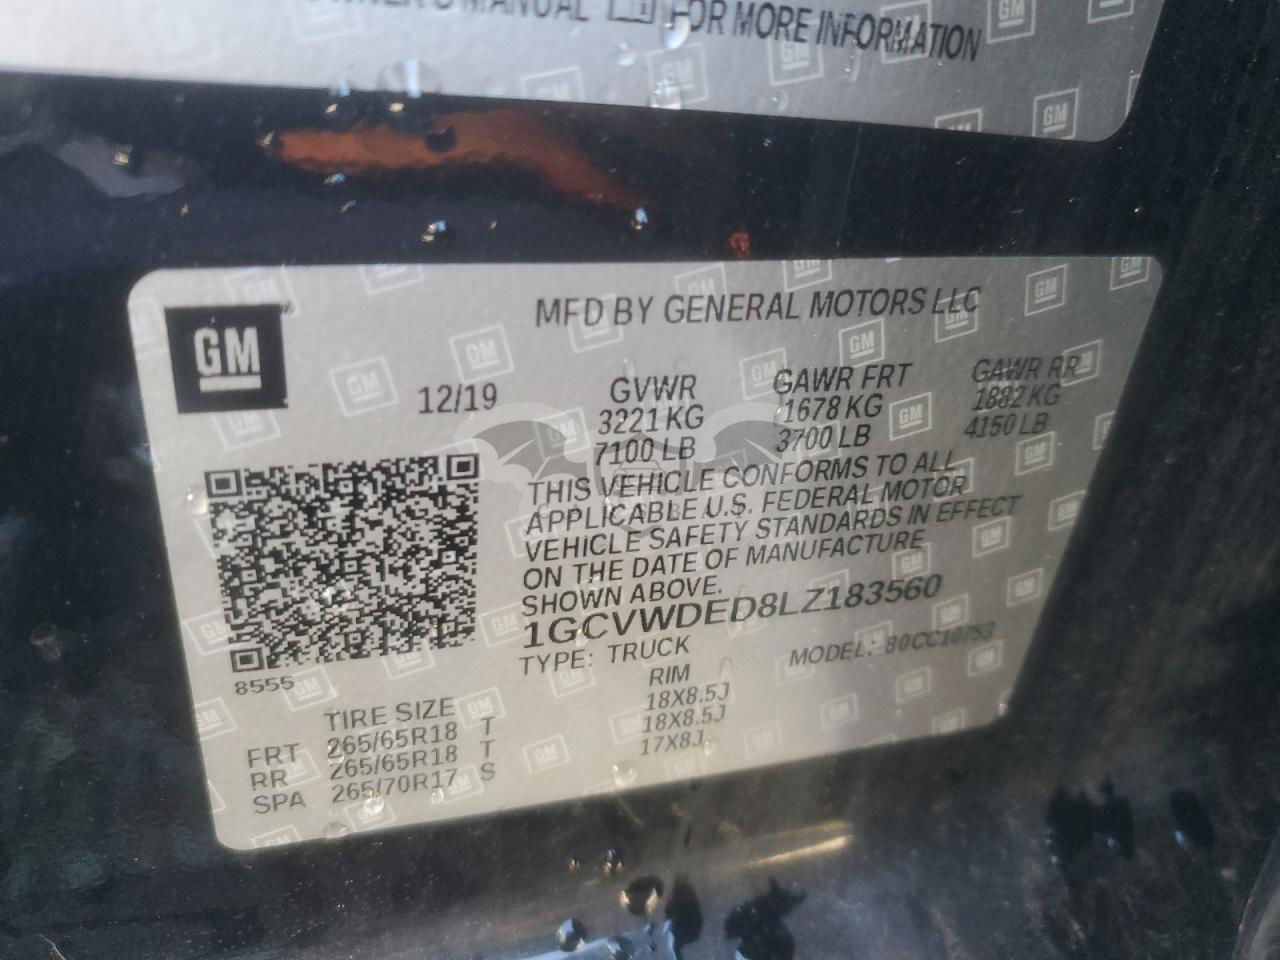 OWNER'S MANUAL FOR MORE INFORMATION
GM
MFD BY GENERAL MOTORS LLC
12/19
GVWR GAWR FRT GAWR RR
3221 KG 1678 KG 1882 KG
7100 LB 3700 LB 4150 LB
THIS VEHICLE CONFORMS TO ALL
APPLICABLE U.S. FEDERAL MOTOR
VEHICLE SAFETY STANDARDS IN EFFECT
ON THE DATE OF MANUFACTURE
SHOWN ABOVE.
1GCVWDED8LZ183560
TYPE: TRUCK MODEL: 80CC10753
8555
TIRE SIZE RIM
FRT 265/65R18 T 18X8.5J
RR 265/65R18 T 18X8.5J
SPA 265/70R17 S 17X8J